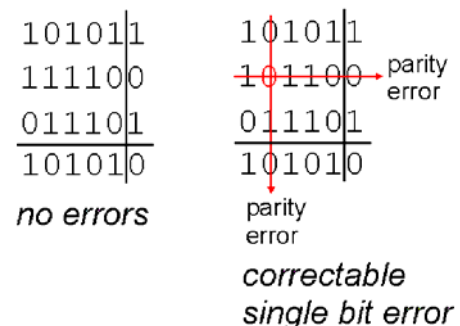 101011
111100
011101
101010
no errors
101011
101100
parity
error
011101
101010
parity
error
correctable
single bit error